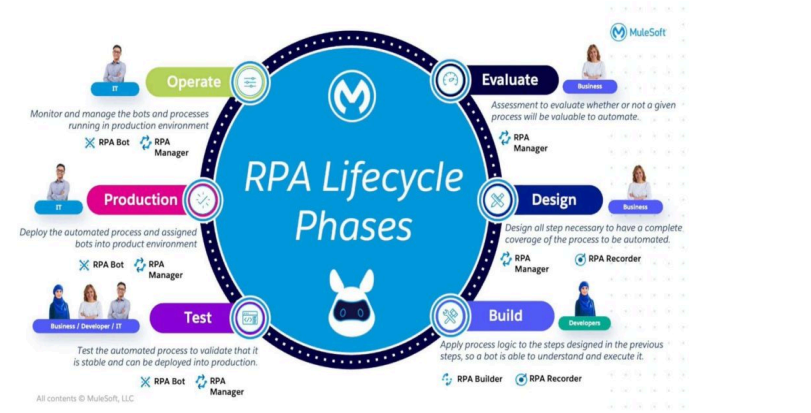 MuleSoft
RPA Lifecycle
Phases
Evaluate
Business
Assessment to evaluate whether or not a given
process will be valuable to automate.
RPA
Manager
Design
Business
Design all step necessary to have a complete
coverage of the process to be automated.
RPA
Manager
RPA Recorder
Build
Developers
Apply process logic to the steps designed in the previous
steps, so a bot is able to understand and execute it.
RPA Builder
RPA Recorder
Test
Business / Developer / IT
Test the automated process to validate that it
is stable and can be deployed into production.
RPA Bot
RPA
Manager
Production
IT
Deploy the automated process and assigned
bots into product environment
RPA Bot
RPA
Manager
Operate
IT
Monitor and manage the bots and processes
running in production environment
RPA Bot
RPA
Manager
All contents © MuleSoft, LLC